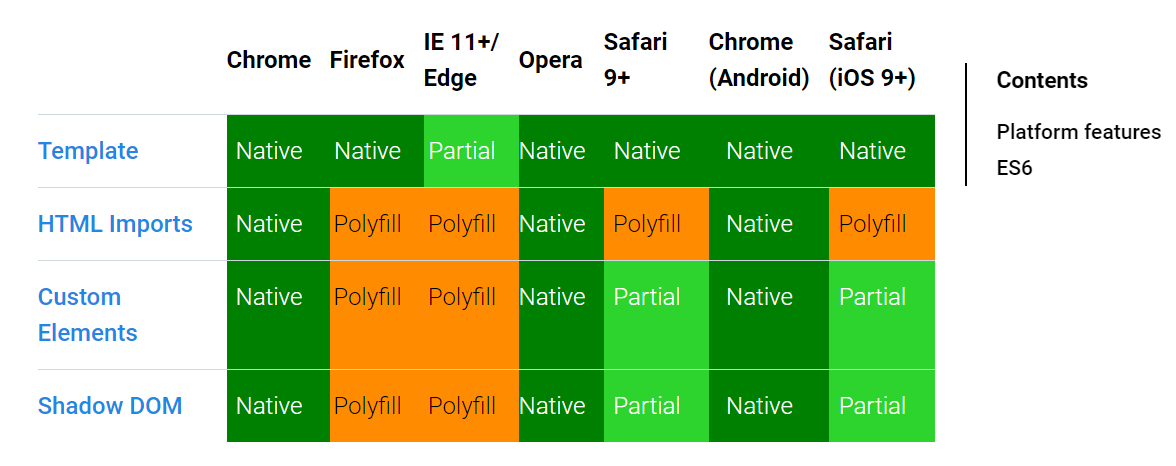 Chrome Firefox IE 11+/ Edge Opera Safari 9+ Chrome (Android) Safari (iOS 9+)
Template Native Native Partial Native Native Native Native
HTML Imports Native Polyfill Polyfill Native Polyfill Native Polyfill
Custom Elements Native Polyfill Polyfill Native Partial Native Partial
Shadow DOM Native Polyfill Polyfill Native Partial Native Partial
Contents
Platform features
ES6